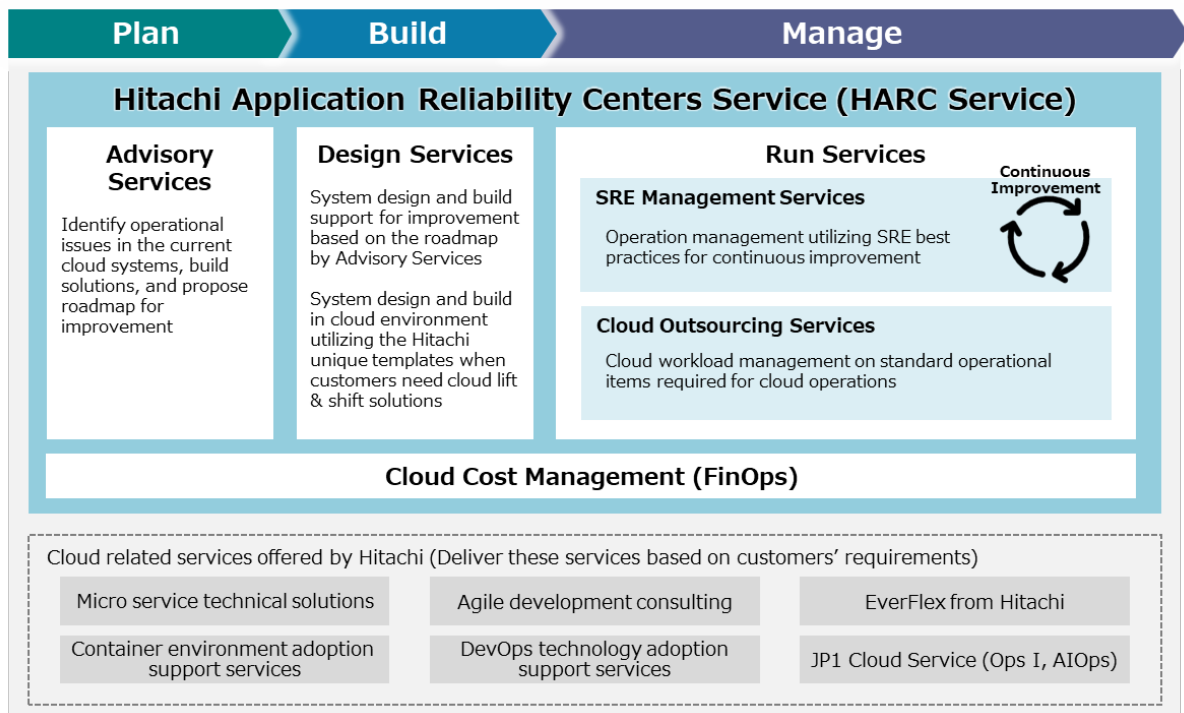 Plan
Build
Manage
Hitachi Application Reliability Centers Service (HARC Service)
Advisory
Services
Identify operational
issues in the current
cloud systems, build
solutions, and propose
roadmap for
improvement
Design Services
System design and build
support for improvement
based on the roadmap
by Advisory Services
System design and build
in cloud environment
utilizing the Hitachi
unique templates when
customers need cloud lift
& shift solutions
Run Services
Continuous
Improvement
SRE Management Services
Operation management utilizing SRE best
practices for continuous improvement
Cloud Outsourcing Services
Cloud workload management on standard operational
items required for cloud operations
Cloud Cost Management (FinOps)
Cloud related services offered by Hitachi (Deliver these services based on customers’ requirements)
Micro service technical solutions
Agile development consulting
EverFlex from Hitachi
Container environment adoption
support services
DevOps technology adoption
support services
JP1 Cloud Service (Ops I, AIOps)